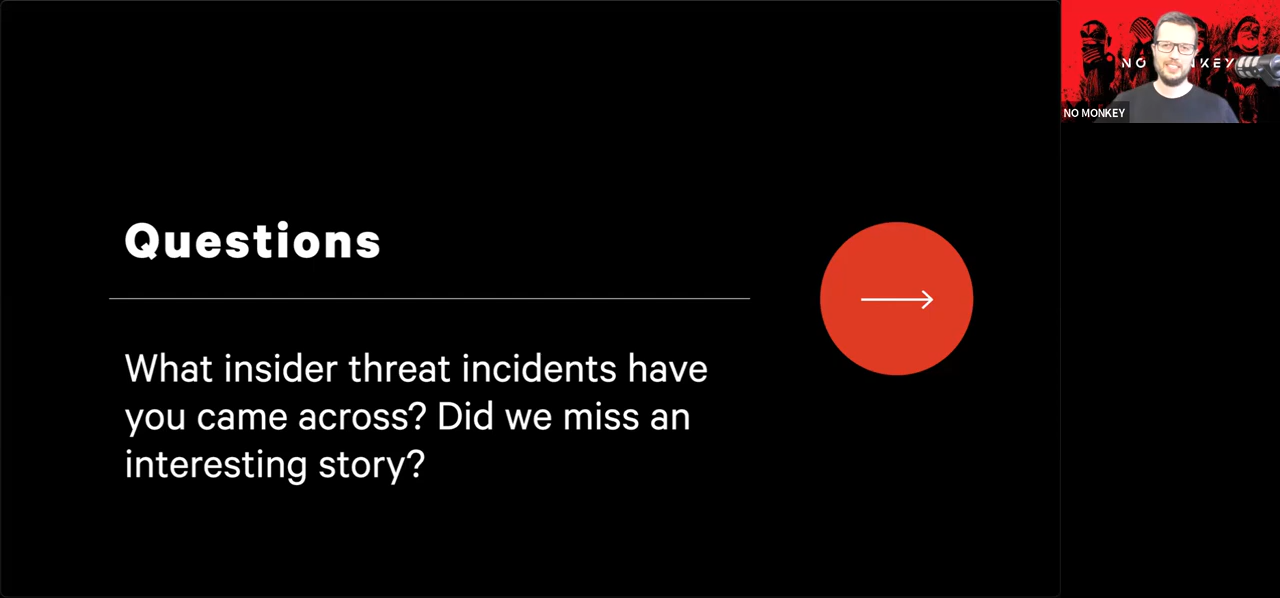 Questions
What insider threat incidents have
you came across? Did we miss an
interesting story?
NO MONKEY